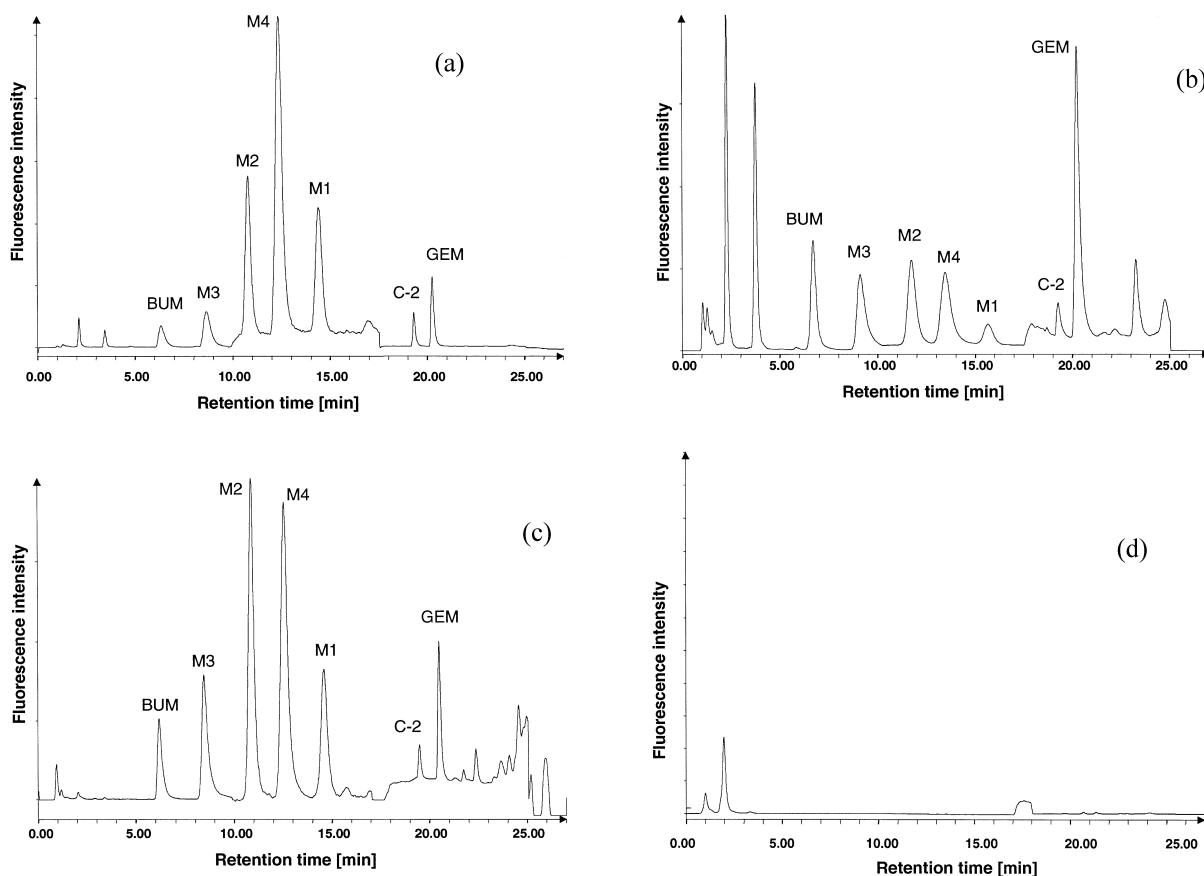 M4
(a)
M2
M1
GEM
C-2
M3
BUM
Fluorescence intensity
0.00 5.00 10.00 15.00 20.00 25.00
Retention time [min]
GEM
(b)
BUM
M3
M2
M4
C-2
M1
Fluorescence intensity
0.00 5.00 10.00 15.00 20.00 25.00
Retention time [min]
M2
M4
(c)
GEM
M3
M1
BUM
C-2
Fluorescence intensity
0.00 5.00 10.00 15.00 20.00 25.00
Retention time [min]
(d)
Fluorescence intensity
0.00 5.00 10.00 15.00 20.00 25.00
Retention time [min]